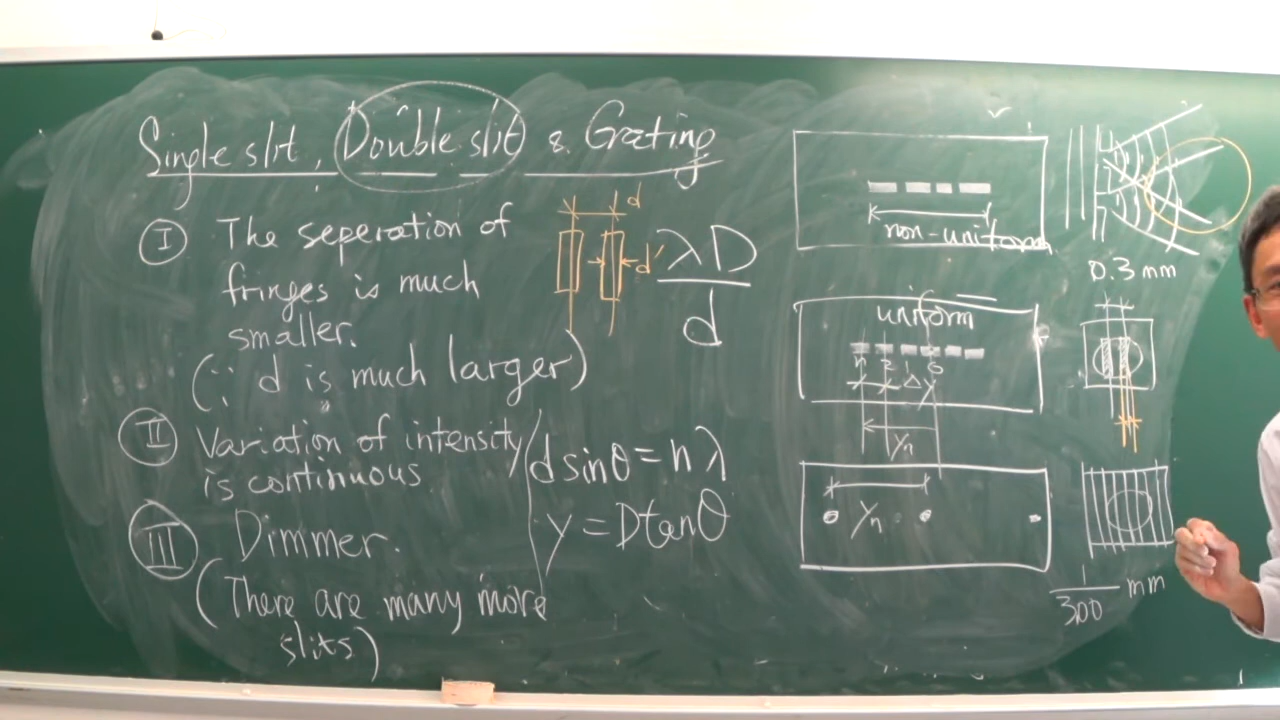 Single slit, Double slit & Grating
I The seperation of
fringes is much
smaller.
(∵ d is much larger)
II Variation of intensity
is continuous
III Dimmer.
(There are many more
slits)
d
d'
λD
d
d sinθ = nλ
y = D tanθ
non-uniform
uniform
n 2 1 0
Δy
yn
yn
0.3 mm
1
300 mm